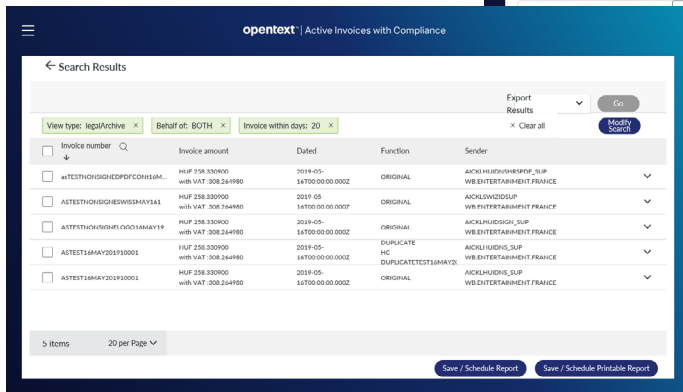 opentext™ | Active Invoices with Compliance
← Search Results
Export Results
Go
View type: legalArchive ×
Behalf of: BOTH ×
Invoice within days: 20 ×
× Clear all
Modify Search
Invoice number
Invoice amount
Dated
Function
Sender
HUF 258.330900
with VAT :308.264980
2019-05-
16T00:00:00.000Z
ORIGINAL
WB.ENTERTAINMENT.FRANCE
ASTESTNONSIGNESWISSMAY161
HUF 258.330900
with VAT :308.264980
2019-05-
16T00:00:00.000Z
ORIGINAL
AICKLSWIZIDSUP
WB.ENTERTAINMENT.FRANCE
HUF 258.330900
with VAT :308.264980
2019-05-
16T00:00:00.000Z
ORIGINAL
AICKLHUIDSIGN_SUP
WB.ENTERTAINMENT.FRANCE
ASTEST16MAY201910001
HUF 258.330900
with VAT :308.264980
2019-05-
16T00:00:00.000Z
DUPLICATE
HC
AICKLHUIDNS_SUP
WB.ENTERTAINMENT.FRANCE
ASTEST16MAY201910001
HUF 258.330900
with VAT :308.264980
2019-05-
16T00:00:00.000Z
ORIGINAL
AICKLHUIDNS_SUP
WB.ENTERTAINMENT.FRANCE
5 items
20 per Page
Save / Schedule Report
Save / Schedule Printable Report